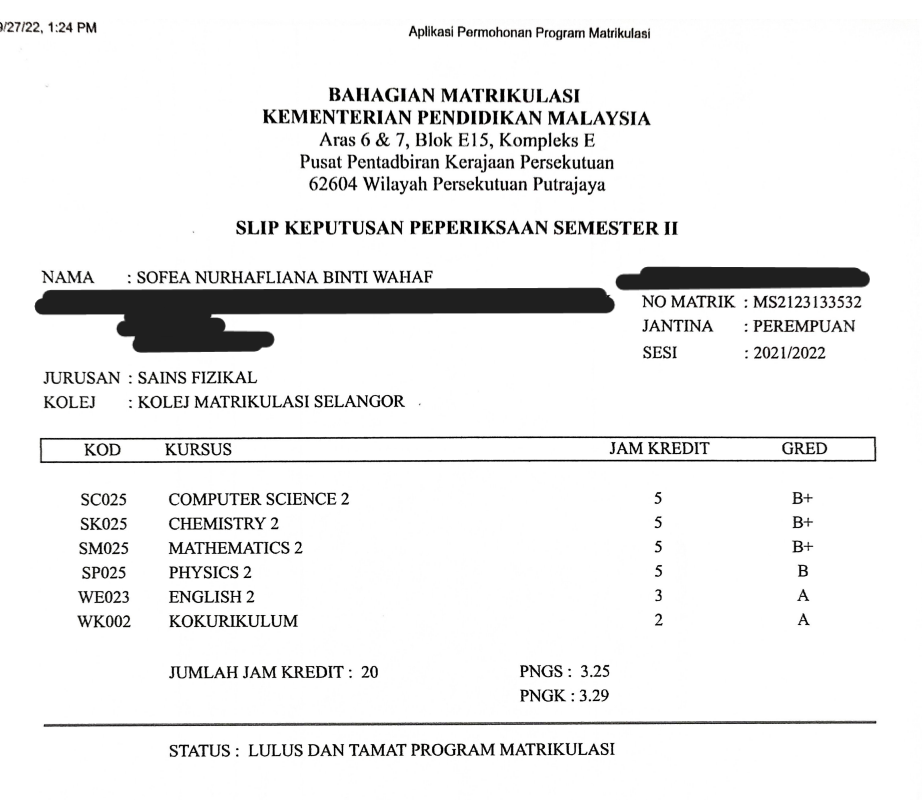 9/27/22, 1:24 PM Aplikasi Permohonan Program Matrikulasi
BAHAGIAN MATRIKULASI
KEMENTERIAN PENDIDIKAN MALAYSIA
Aras 6 & 7, Blok E15, Kompleks E
Pusat Pentadbiran Kerajaan Persekutuan
62604 Wilayah Persekutuan Putrajaya
SLIP KEPUTUSAN PEPERIKSAAN SEMESTER II
NAMA : SOFEA NURHAFLIANA BINTI WAHAF
NO MATRIK : MS2123133532
JANTINA : PEREMPUAN
SESI : 2021/2022
JURUSAN : SAINS FIZIKAL
KOLEJ : KOLEJ MATRIKULASI SELANGOR
KOD KURSUS JAM KREDIT GRED
SC025 COMPUTER SCIENCE 2 5 B+
SK025 CHEMISTRY 2 5 B+
SM025 MATHEMATICS 2 5 B+
SP025 PHYSICS 2 5 B
WE023 ENGLISH 2 3 A
WK002 KOKURIKULUM 2 A
JUMLAH JAM KREDIT : 20 PNGS : 3.25
PNGK : 3.29
STATUS : LULUS DAN TAMAT PROGRAM MATRIKULASI